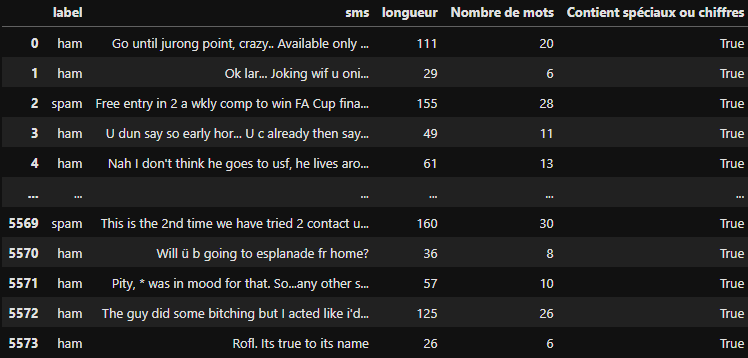 label sms longueur Nombre de mots Contient spéciaux ou chiffres
0 ham Go until jurong point, crazy.. Available only ... 111 20 True
1 ham Ok lar... Joking wif u oni... 29 6 True
2 spam Free entry in 2 a wkly comp to win FA Cup fina... 155 28 True
3 ham U dun say so early hor... U c already then say... 49 11 True
4 ham Nah I don't think he goes to usf, he lives aro... 61 13 True
... ... ... ... ... ...
5569 spam This is the 2nd time we have tried 2 contact u... 160 30 True
5570 ham Will ü b going to esplanade fr home? 36 8 True
5571 ham Pity, * was in mood for that. So...any other s... 57 10 True
5572 ham The guy did some bitching but I acted like i'd... 125 26 True
5573 ham Rofl. Its true to its name 26 6 True